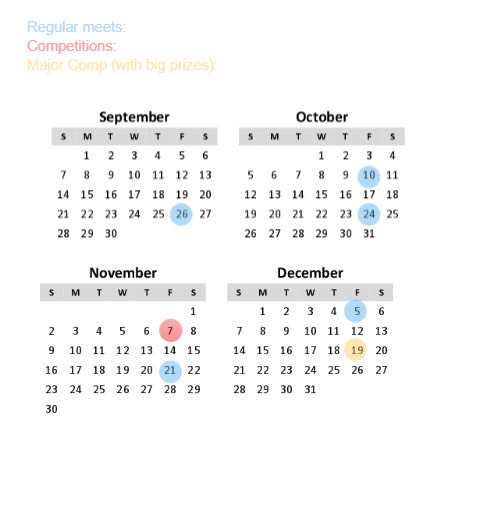 Regular meets:
Competitions:
Major Comp (with big prizes):
September
S M T W T F S
1 2 3 4 5 6
7 8 9 10 11 12 13
14 15 16 17 18 19 20
21 22 23 24 25 26 27
28 29 30
October
S M T W T F S
1 2 3 4
5 6 7 8 9 10 11
12 13 14 15 16 17 18
19 20 21 22 23 24 25
26 27 28 29 30 31
November
S M T W T F S
1
2 3 4 5 6 7 8
9 10 11 12 13 14 15
16 17 18 19 20 21 22
23 24 25 26 27 28 29
30
December
S M T W T F S
1 2 3 4 5 6
7 8 9 10 11 12 13
14 15 16 17 18 19 20
21 22 23 24 25 26 27
28 29 30 31